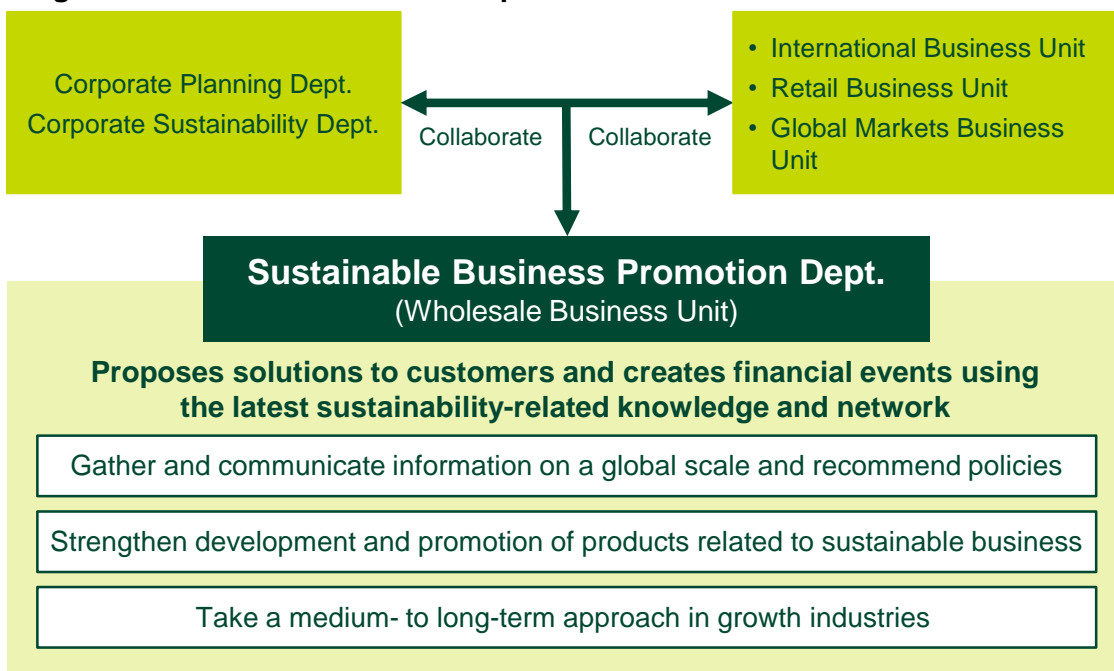 Corporate Planning Dept.
Corporate Sustainability Dept.
Collaborate
Collaborate
• International Business Unit
• Retail Business Unit
• Global Markets Business
Unit
Sustainable Business Promotion Dept.
(Wholesale Business Unit)
Proposes solutions to customers and creates financial events using
the latest sustainability-related knowledge and network
Gather and communicate information on a global scale and recommend policies
Strengthen development and promotion of products related to sustainable business
Take a medium- to long-term approach in growth industries